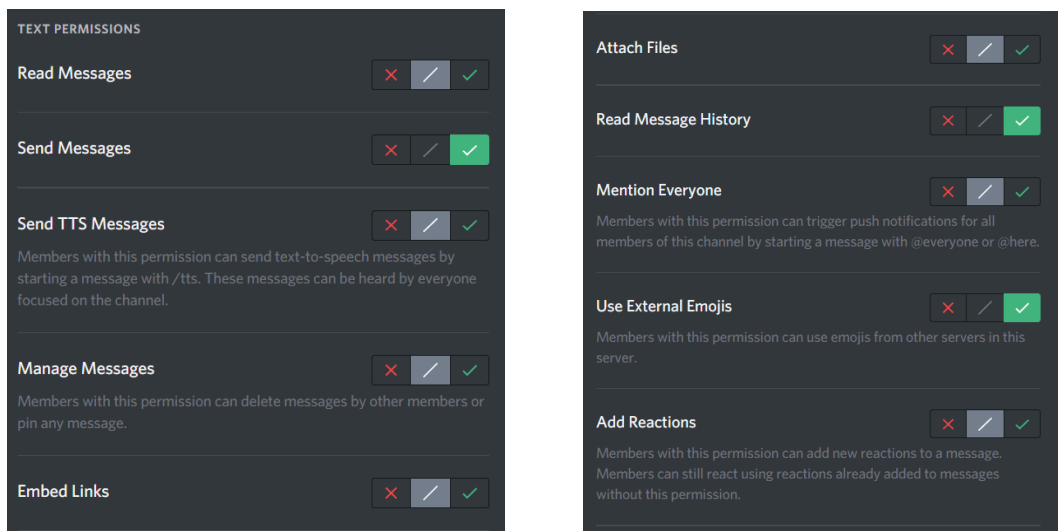 TEXT PERMISSIONS
Read Messages
Send Messages
Send TTS Messages
Members with this permission can send text-to-speech messages by
starting a message with /tts. These messages can be heard by everyone
focused on the channel.
Manage Messages
Members with this permission can delete messages by other members or
pin any message.
Embed Links
Attach Files
Read Message History
Mention Everyone
Members with this permission can trigger push notifications for all
members of this channel by starting a message with @everyone or @here.
Use External Emojis
Members with this permission can use emojis from other servers in this
server.
Add Reactions
Members with this permission can add new reactions to a message.
Members can still react using reactions already added to messages
without this permission.